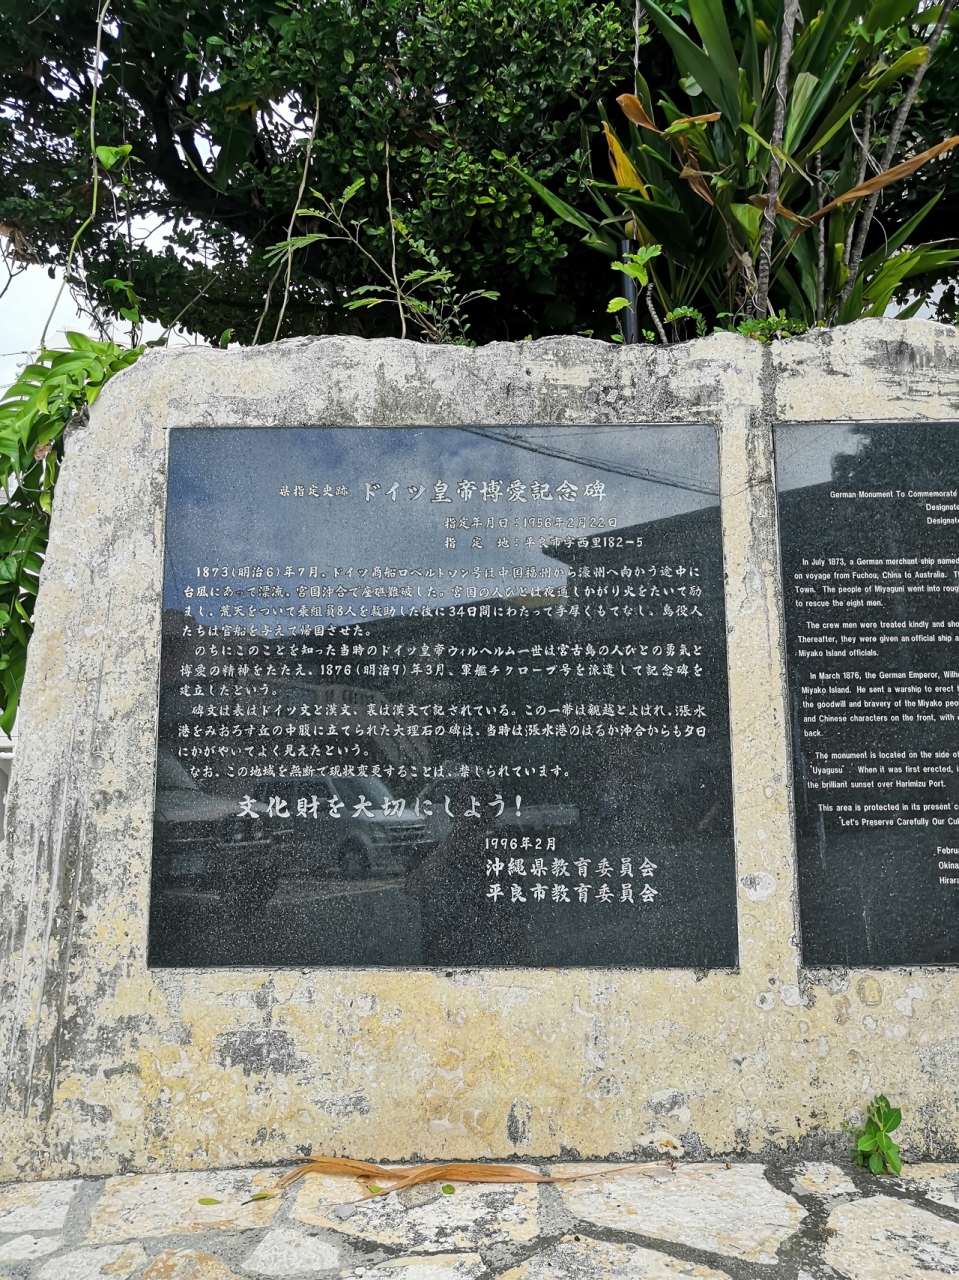 県指定史跡 ドイツ皇帝博愛記念碑
指定年月日：1956年2月22日
指 定 地：平良市字西里182－5
1873(明治6)年7月、ドイツ商船ロベルトソン号は中国福州から濠州へ向かう途中に
台風にあって漂流、宮国沖合で座礁難破した。宮国の人びとは夜通しかがり火をたいて励
まし、荒天をついて乗組員8人を救助した後に34日間にわたって手厚くもてなし、島役人
たちは官船を与えて帰国させた。
のちにこのことを知った当時のドイツ皇帝ウィルヘルム一世は宮古島の人びとの勇気と
博愛の精神をたたえ、1876(明治9)年3月、軍艦チクロープ号を派遣して記念碑を
建立したという。
碑文は表はドイツ文と漢文、裏は漢文で記されている。この一帯は親越とよばれ、漲水
港をみおろす丘の中腹に立てられた大理石の碑は、当時は漲水港のはるか沖合からも夕日
にかがやいてよく見えたという。
なお、この地域を無断で現状変更することは、禁じられています。
文化財を大切にしよう！
1996年2月
沖縄県教育委員会
平良市教育委員会
German Monument To Commemorate
Designate
Designate
In July 1873, a German merchant ship named
on voyage from Fuchou, China to Australia. T
Town. The people of Miyaguni went into roug
to rescue the eight men.
The crew men were treated kindly and sho
Thereafter, they were given an official ship a
Miyako Island officials.
In March 1876, the German Emperor, Wilhe
Miyako Island. He sent a warship to erect t
the goodwill and bravery of the Miyako peo
and Chinese characters on the front, with c
back.
The monument is located on the side of
"Uyagusu". When it was first erected, i
the brilliant sunset over Harimizu Port.
This area is protected in its present c
"Let's Preserve Carefully Our Cul
Febru
Okina
Hirar